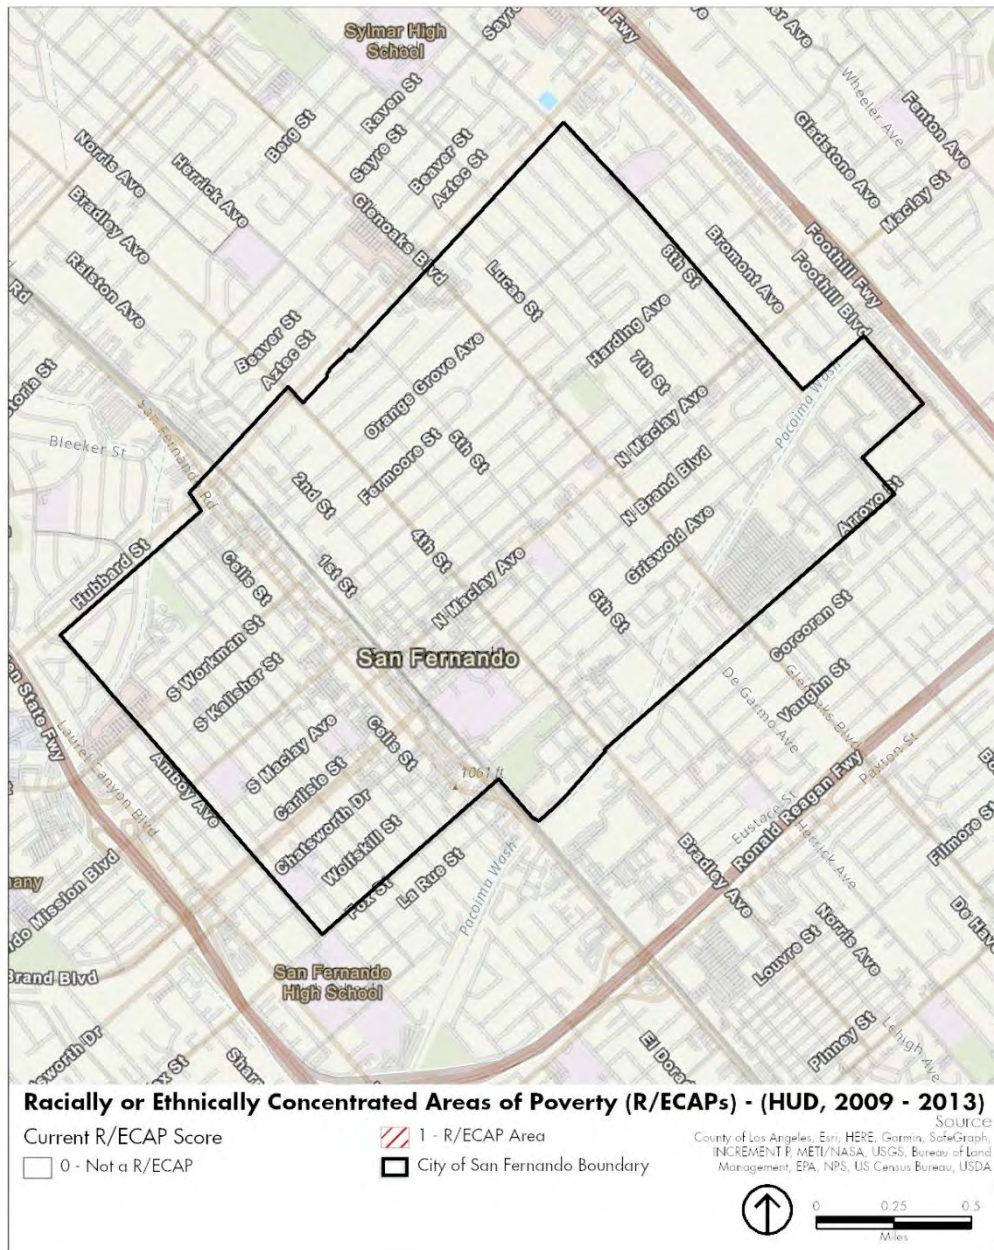 Sylmar High
School
Sayre
Fwy
Wheeler Ave
Fenton Ave
Gladstone Ave
Maclay St
Raven St
Berg St
Sayre St
Beaver St
Aztec St
Norris Ave
Herrick Ave
Bradley Ave
Ralston Ave
Glenoaks Blvd
8th St
Bromont Ave
Foothill Fwy
Foothill Blvd
Lucas St
Harding Ave
7th St
Beaver St
Aztec St
Rd
Orange Grove Ave
N Maclay Ave
Pacoima Wash
Bleeker St
San Fernando Rd
Fermoore St
5th St
2nd St
N Brand Blvd
Arroyo St
4th St
Griswold Ave
Hubbard St
Celis St
1st St
N Maclay Ave
5th St
Corcoran St
S Workman St
San Fernando
S Kalisher St
De Garmo Ave
Glenoaks Blvd
Vaughn St
Paxton St
Laurel Canyon Blvd
Amboy Ave
S Maclay Ave
Celis St
Carlisle St
1061 ft
Chatsworth Dr
Wolfskill St
Fox St
La Rue St
Pacoima Wash
Bradley Ave
Ronald Reagan Fwy
Eustace St
Herrick Ave
Filmore St
Mission Blvd
Brand Blvd
San Fernando
High School
Louvre St
Norris Ave
Pinney St
Lehigh Ave
Racially or Ethnically Concentrated Areas of Poverty (R/ECAPs) - (HUD, 2009 - 2013)
Current R/ECAP Score
0 - Not a R/ECAP
1 - R/ECAP Area
City of San Fernando Boundary
Source
County of Los Angeles, Esri, HERE, Garmin, SafeGraph,
INCREMENT P, METI/NASA, USGS, Bureau of Land
Management, EPA, NPS, US Census Bureau, USDA
0 0.25 0.5
Miles